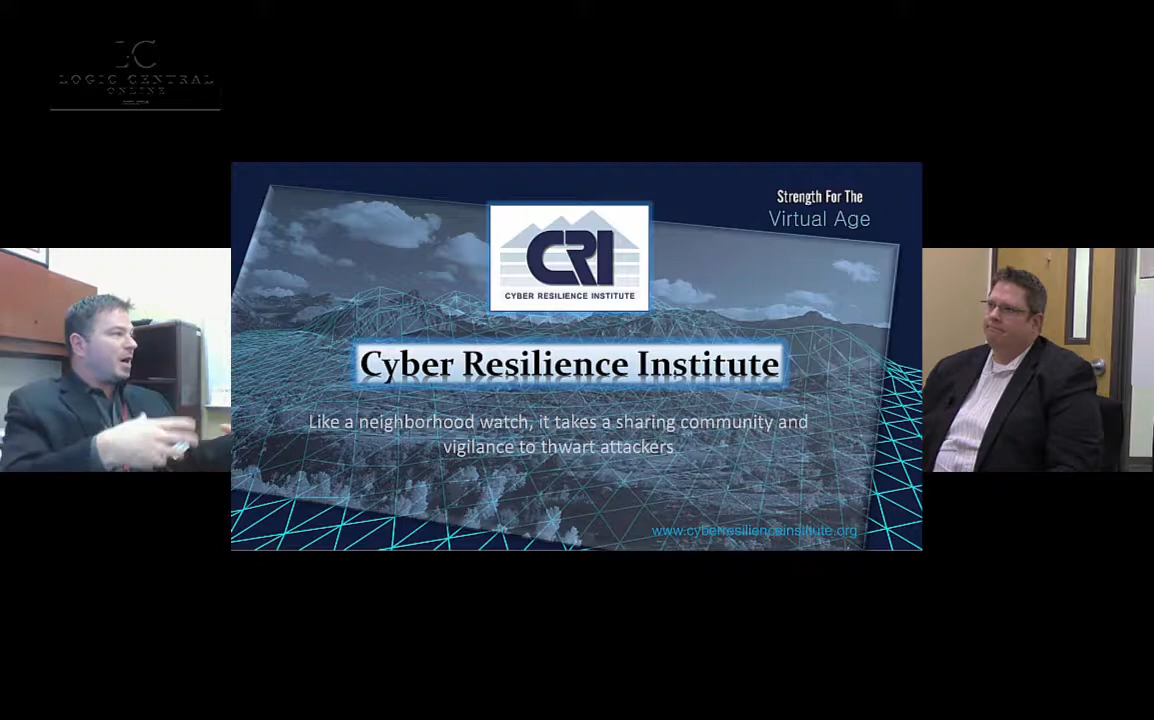 LC
LOGIC CENTRAL
ONLINE
Strength For The
Virtual Age
CRI
CYBER RESILIENCE INSTITUTE
Cyber Resilience Institute
Like a neighborhood watch, it takes a sharing community and
vigilance to thwart attackers
www.cyberresilienceinstitute.org